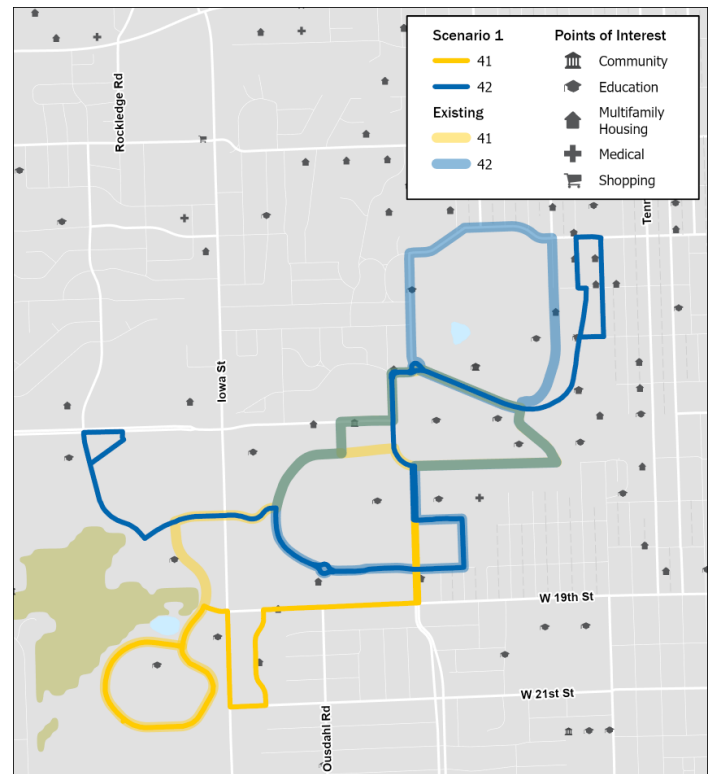 Scenario 1
41
42
Existing
41
42
Points of Interest
Community
Education
Multifamily
Housing
Medical
Shopping
Rockledge Rd
Tenn
Iowa St
W 19th St
W 21st St
Ousdahl Rd